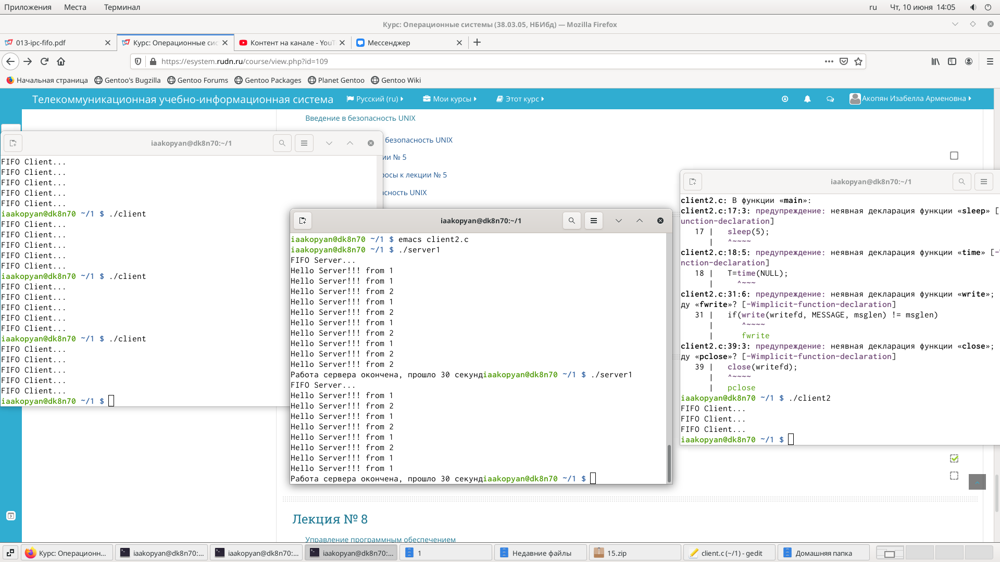 Приложения Места Терминал
ru Чт, 10 июня 14:05
Курс: Операционные системы (38.03.05, НБИбд) — Mozilla Firefox
013-ipc-fifo.pdf
Курс: Операционные сис
Контент на канале - YouT
Мессенджер
https://esystem.rudn.ru/course/view.php?id=109
Начальная страница Gentoo's Bugzilla Gentoo Forums Gentoo Packages Planet Gentoo Gentoo Wiki
Телекоммуникационная учебно-информационная система Русский (ru) Мои курсы Этот курс Акопян Изабелла Арменовна
Введение в безопасность UNIX
безопасность UNIX
ии № 5
росы к лекции № 5
асность UNIX
iaakopyan@dk8n70:~/1
FIFO Client...
FIFO Client...
FIFO Client...
FIFO Client...
FIFO Client...
iaakopyan@dk8n70 ~/1 $ ./client
FIFO Client...
FIFO Client...
FIFO Client...
FIFO Client...
FIFO Client...
iaakopyan@dk8n70 ~/1 $ ./client
FIFO Client...
FIFO Client...
FIFO Client...
FIFO Client...
FIFO Client...
iaakopyan@dk8n70 ~/1 $ ./client
FIFO Client...
FIFO Client...
FIFO Client...
FIFO Client...
FIFO Client...
iaakopyan@dk8n70 ~/1 $
iaakopyan@dk8n70:~/1
iaakopyan@dk8n70 ~/1 $ emacs client2.c
iaakopyan@dk8n70 ~/1 $ ./server1
FIFO Server...
Hello Server!!! from 1
Hello Server!!! from 1
Hello Server!!! from 2
Hello Server!!! from 1
Hello Server!!! from 2
Hello Server!!! from 1
Hello Server!!! from 2
Hello Server!!! from 1
Hello Server!!! from 2
Hello Server!!! from 2
Работа сервера окончена, прошло 30 секундiaakopyan@dk8n70 ~/1 $ ./server1
FIFO Server...
Hello Server!!! from 1
Hello Server!!! from 2
Hello Server!!! from 1
Hello Server!!! from 2
Hello Server!!! from 1
Hello Server!!! from 2
Hello Server!!! from 1
Hello Server!!! from 1
Работа сервера окончена, прошло 30 секундiaakopyan@dk8n70 ~/1 $
iaakopyan@dk8n70:~/1
client2.c: В функции «main»:
client2.c:17:3: предупреждение: неявная декларация функции «sleep» [
unction-declaration]
17 | sleep(5);
| ^~~~~
client2.c:18:5: предупреждение: неявная декларация функции «time» [-
nction-declaration]
18 | T=time(NULL);
| ^~~~
client2.c:31:6: предупреждение: неявная декларация функции «write»;
ду «fwrite»? [-Wimplicit-function-declaration]
31 | if(write(writefd, MESSAGE, msglen) != msglen)
| ^~~~~
| fwrite
client2.c:39:3: предупреждение: неявная декларация функции «close»;
ду «pclose»? [-Wimplicit-function-declaration]
39 | close(writefd);
| ^~~~~
| pclose
iaakopyan@dk8n70 ~/1 $ ./client2
FIFO Client...
FIFO Client...
FIFO Client...
iaakopyan@dk8n70 ~/1 $
Лекция № 8
Управление программным обеспечением
Курс: Операционн... iaakopyan@dk8n70:... iaakopyan@dk8n70:... iaakopyan@dk8n70:... 1 Недавние файлы 15.zip client.c (~/1) - gedit Домашняя папка